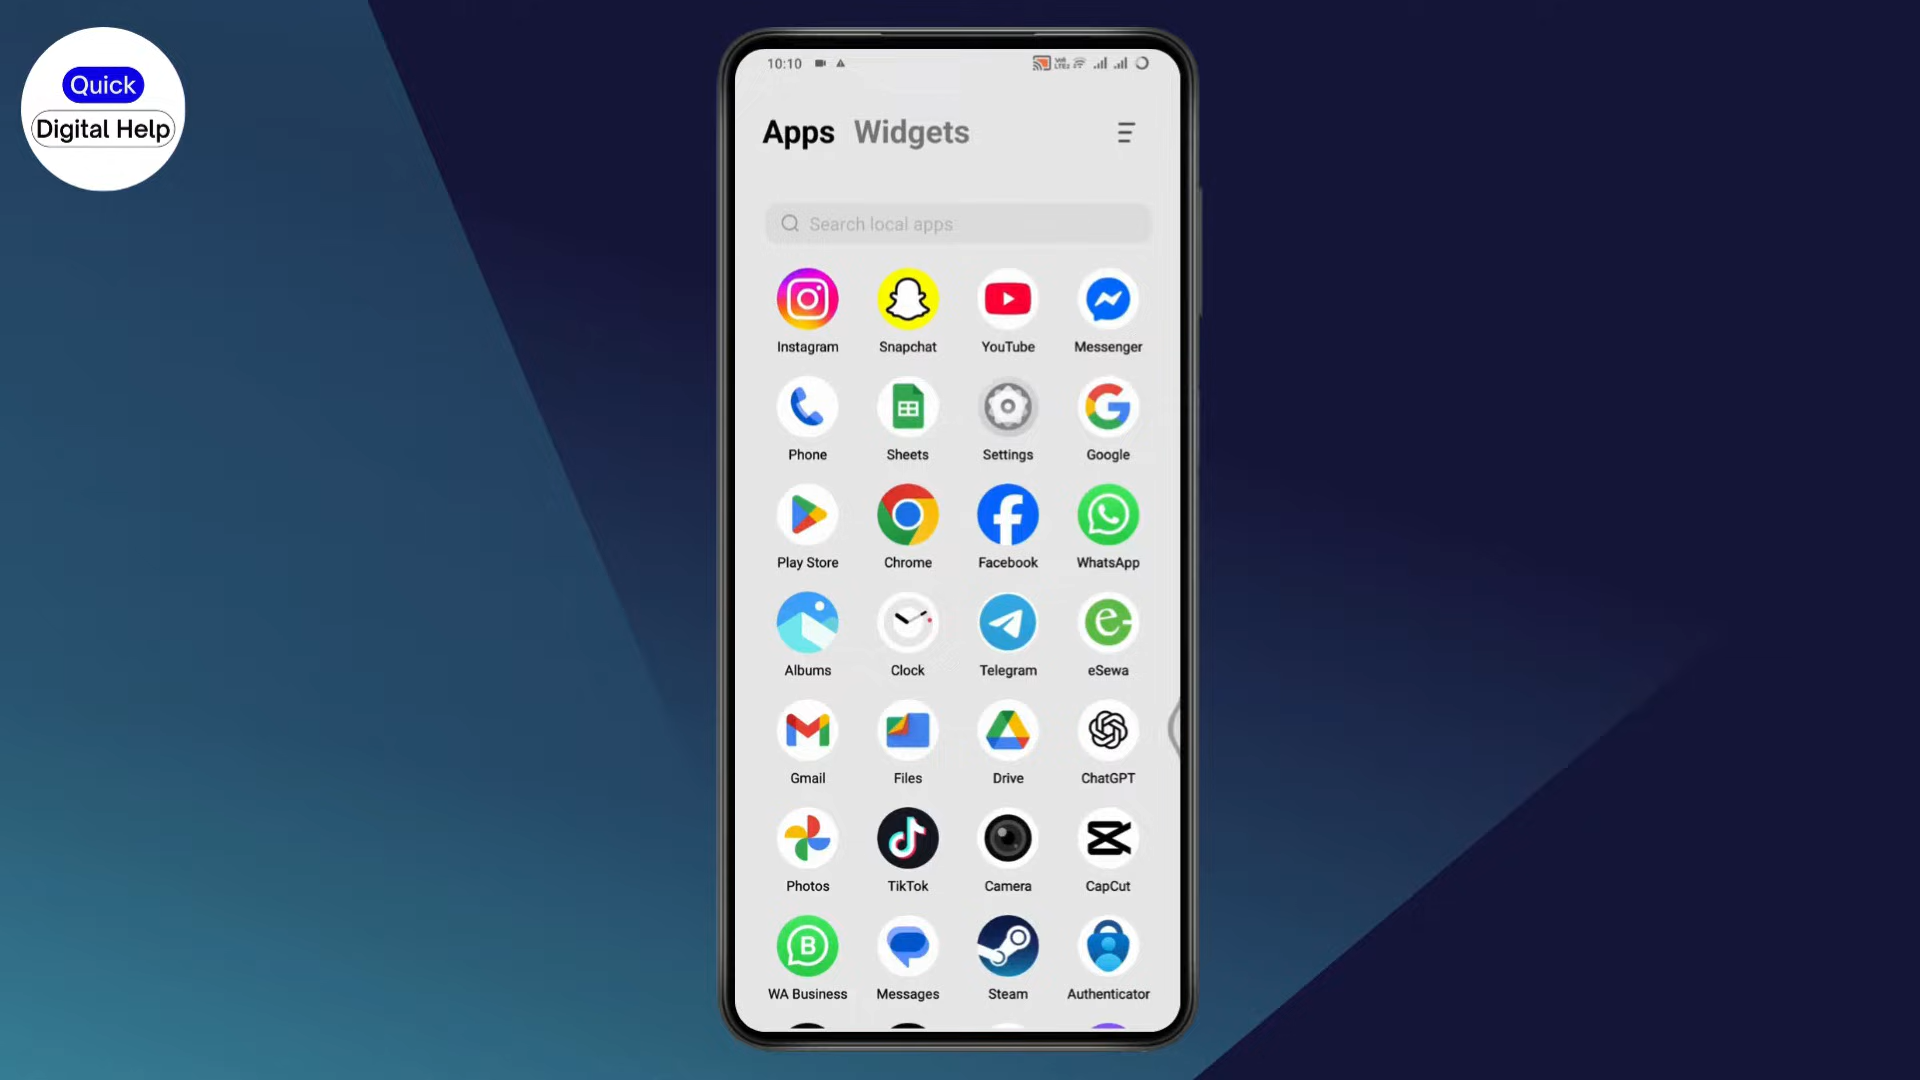 Quick
Digital Help
10:10
Apps Widgets
Search local apps
Instagram Snapchat YouTube Messenger
Phone Sheets Settings Google
Play Store Chrome Facebook WhatsApp
Albums Clock Telegram eSewa
Gmail Files Drive ChatGPT
Photos TikTok Camera CapCut
WA Business Messages Steam Authenticator